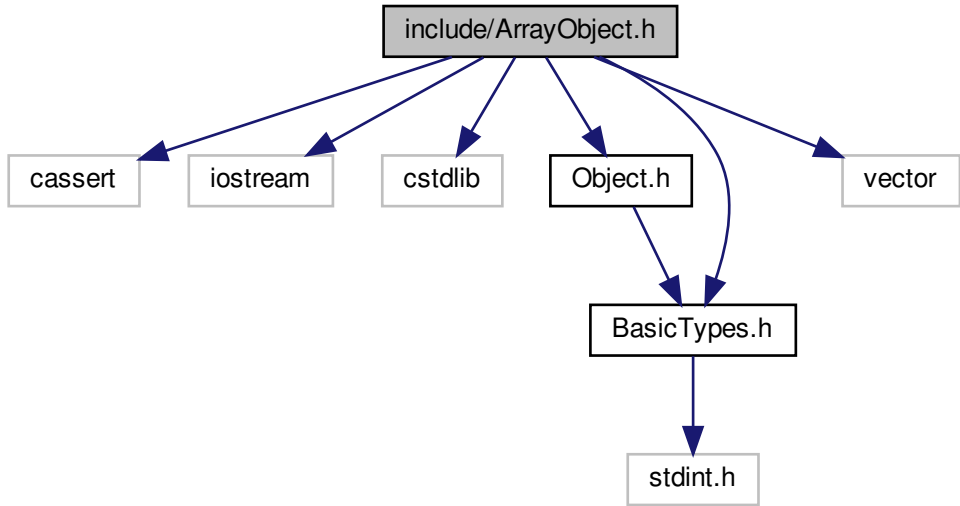 include/ArrayObject.h
cassert
iostream
cstdlib
Object.h
vector
BasicTypes.h
stdint.h